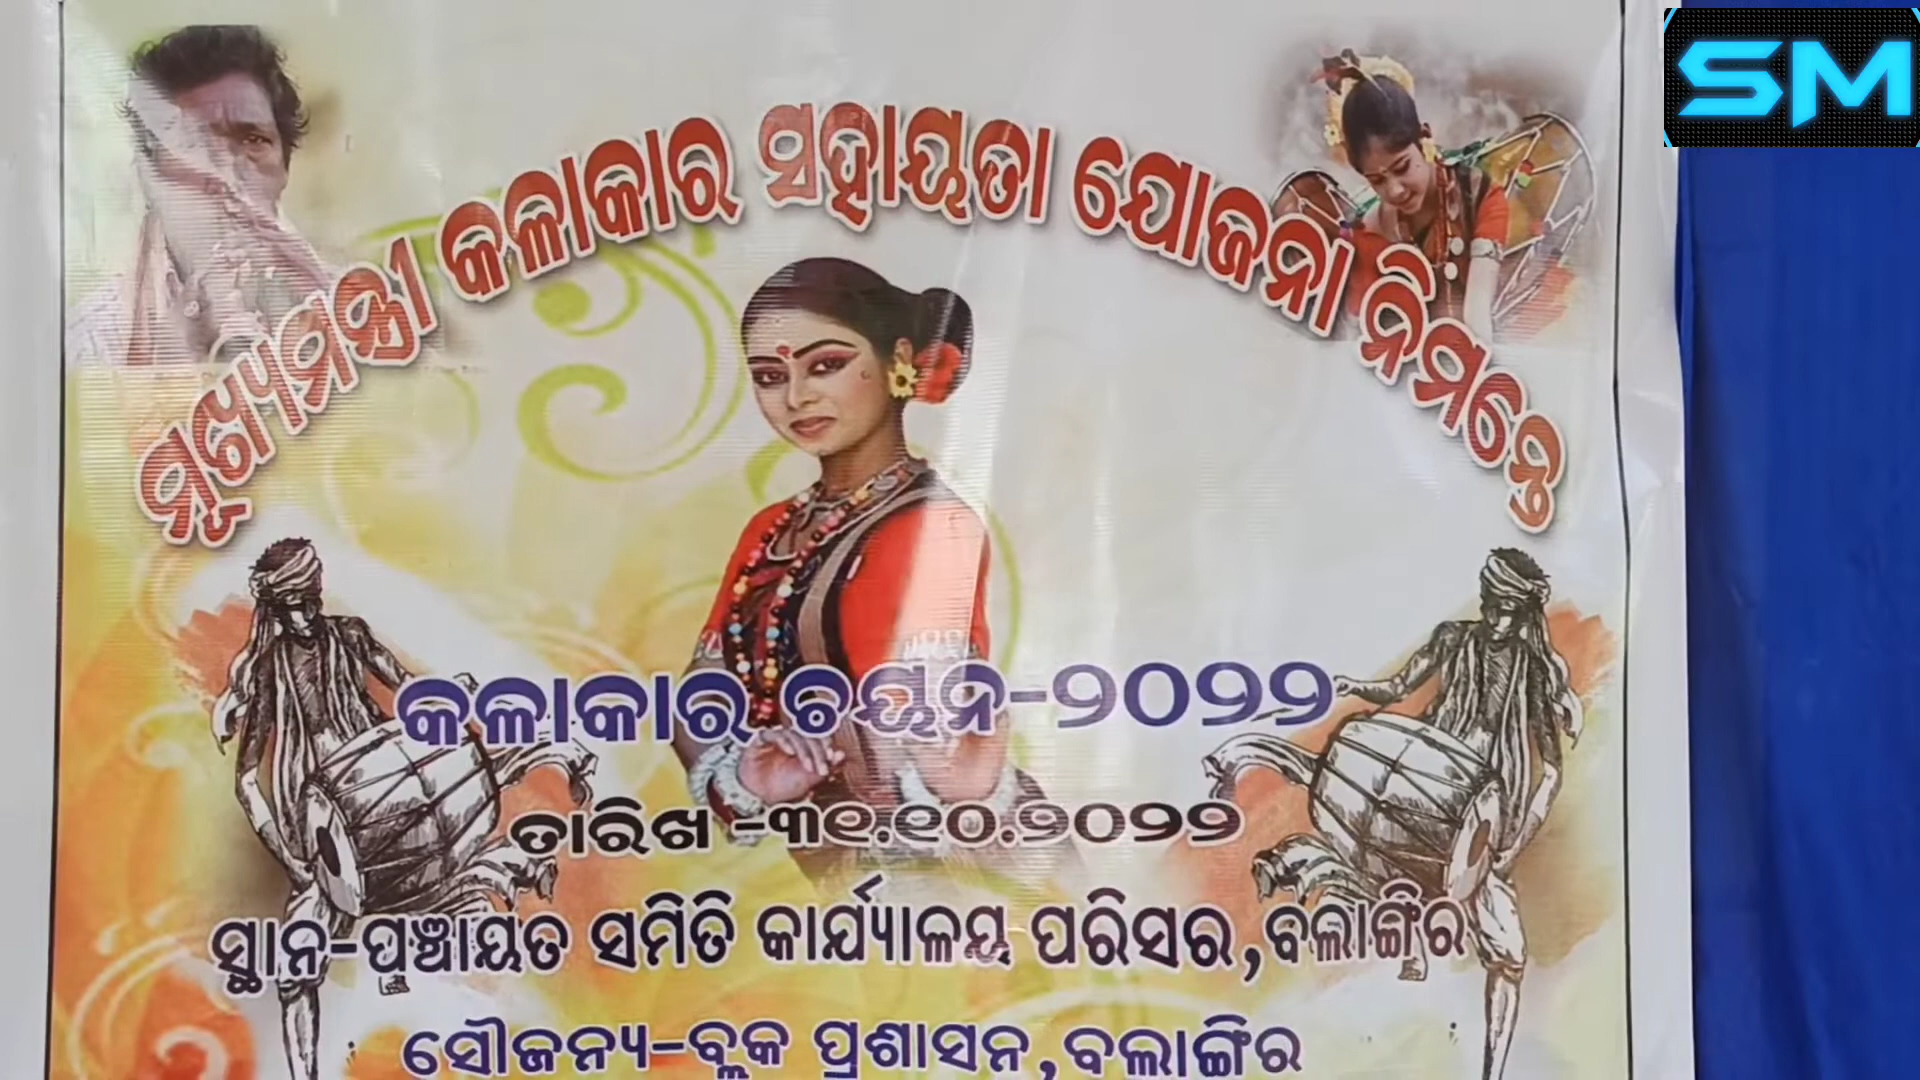 SM
ମୁଖ୍ୟମନ୍ତ୍ରୀ କଳାକାର ସହାୟତା ଯୋଜନା ନିମନ୍ତେ
କଳାକାର ଚୟନ-୨୦୨୨
ତାରିଖ -୩୧.୧୦.୨୦୨୨
ସ୍ଥାନ-ପଞ୍ଚାୟତ ସମିତି କାର୍ଯ୍ୟାଳୟ ପରିସର,ବଲାଙ୍ଗିର
ସୌଜନ୍ୟ-ବ୍ଲକ ପ୍ରଶାସନ,ବଲାଙ୍ଗିର